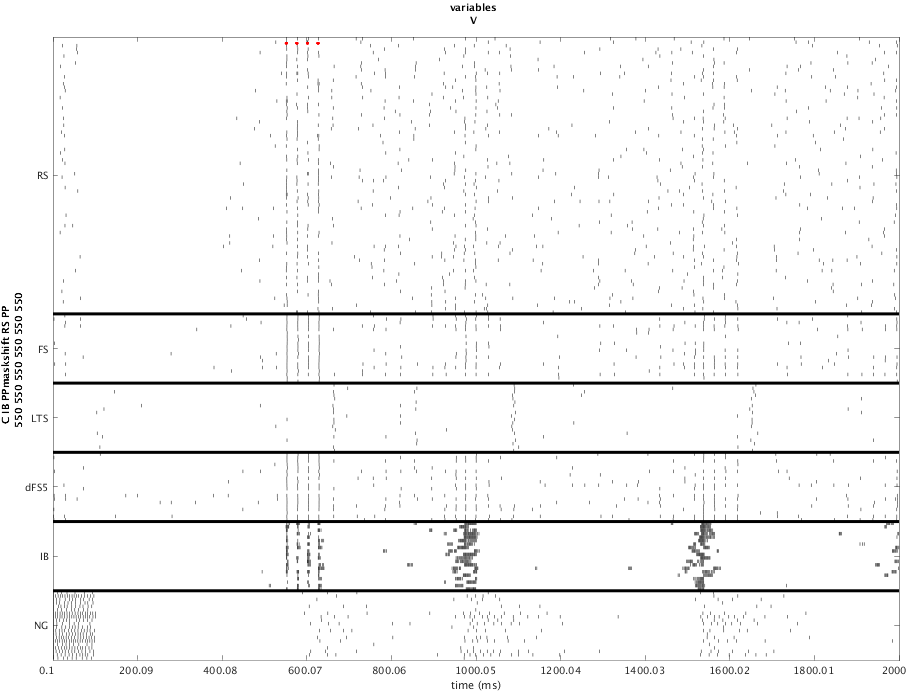 variables
V
C IB PPmaskshift RS PP
550 550 550 550 550 550
RS
FS
LTS
dFS5
IB
NG
0.1 200.09 400.08 600.07 800.06 1000.05 1200.04 1400.03 1600.02 1800.01 2000
time (ms)